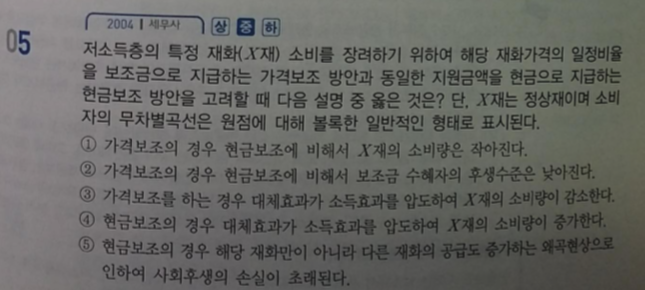 2004 | 세무사 상 중 하
05
저소득층의 특정 재화(X재) 소비를 장려하기 위하여 해당 재화가격의 일정비율
을 보조금으로 지급하는 가격보조 방안과 동일한 지원금액을 현금으로 지급하는
현금보조 방안을 고려할 때 다음 설명 중 옳은 것은? 단, X재는 정상재이며 소비
자의 무차별곡선은 원점에 대해 볼록한 일반적인 형태로 표시된다.
① 가격보조의 경우 현금보조에 비해서 X재의 소비량은 작아진다.
② 가격보조의 경우 현금보조에 비해서 보조금 수혜자의 후생수준은 낮아진다.
③ 가격보조를 하는 경우 대체효과가 소득효과를 압도하여 X재의 소비량이 감소한다.
④ 현금보조의 경우 대체효과가 소득효과를 압도하여 X재의 소비량이 증가한다.
⑤ 현금보조의 경우 해당 재화만이 아니라 다른 재화의 공급도 증가하는 왜곡현상으로
인하여 사회후생의 손실이 초래된다.